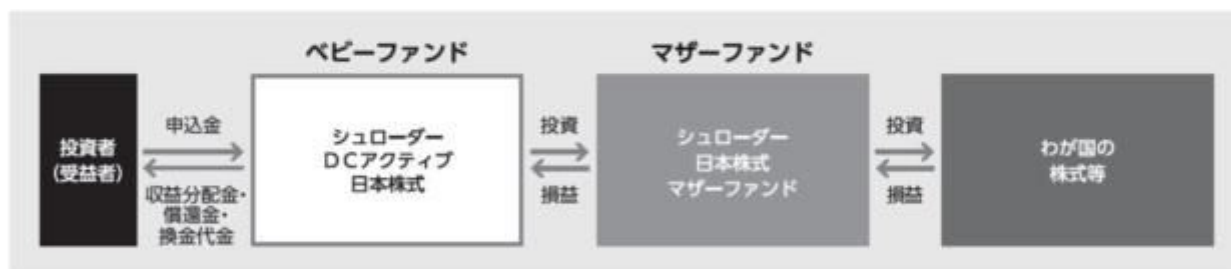 ベビーファンド
マザーファンド
投資者
(受益者)
申込金
収益分配金・
償還金・
換金代金
シュローダー
DCアクティブ
日本株式
投資
損益
シュローダー
日本株式
マザーファンド
投資
損益
わが国の
株式等